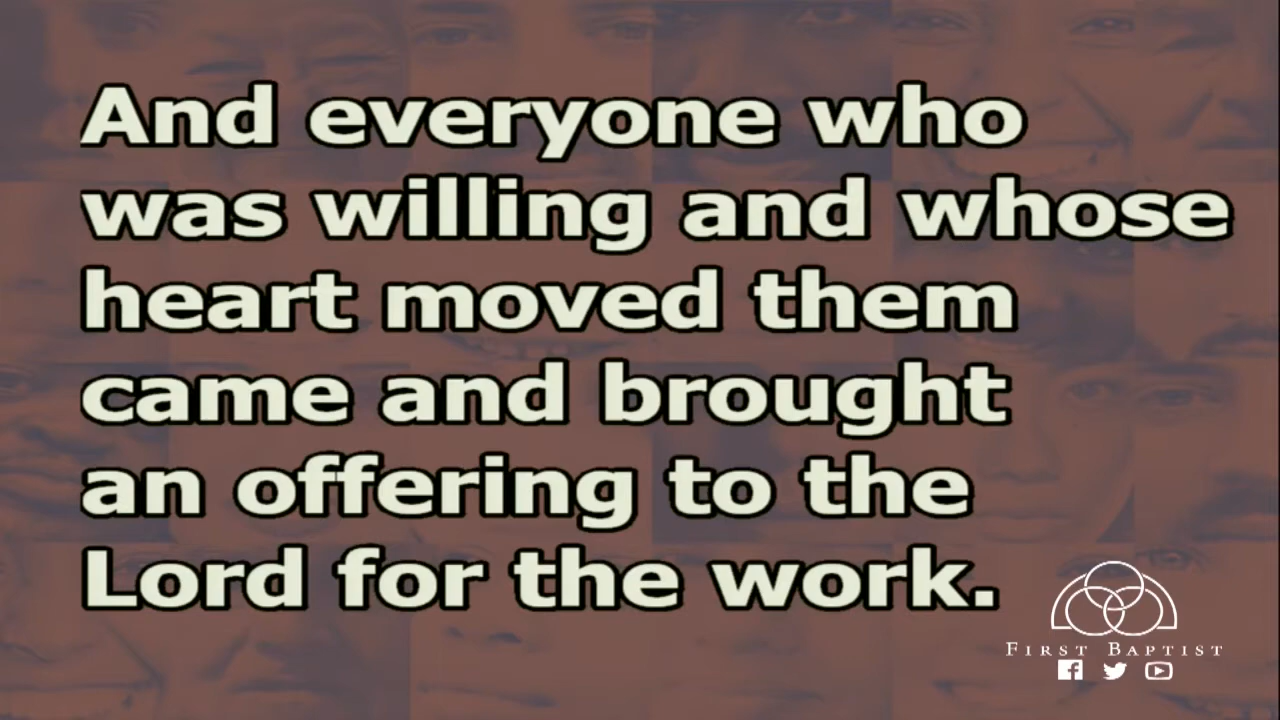 And everyone who
was willing and whose
heart moved them
came and brought
an offering to the
Lord for the work.
First Baptist